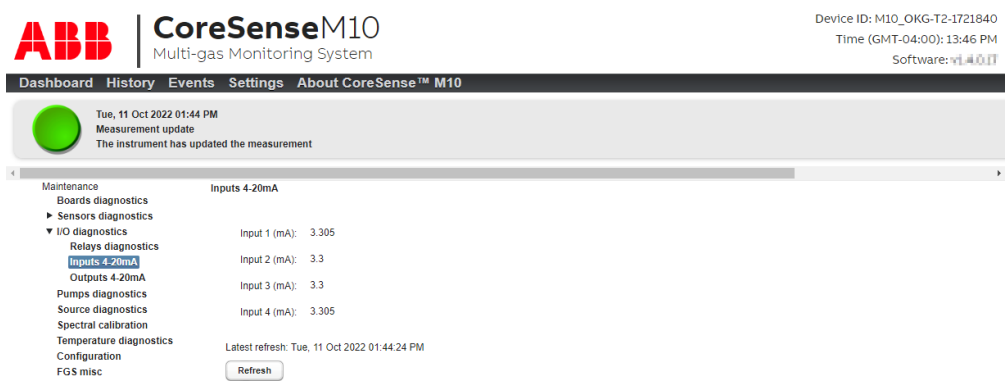 ABB
CoreSenseM10
Multi-gas Monitoring System
Device ID: M10_OKG-T2-1721840
Time (GMT-04:00): 13:46 PM
Software:
Dashboard History Events Settings About CoreSense™ M10
Tue, 11 Oct 2022 01:44 PM
Measurement update
The instrument has updated the measurement
Maintenance
Boards diagnostics
Sensors diagnostics
I/O diagnostics
Relays diagnostics
Inputs 4-20mA
Outputs 4-20mA
Pumps diagnostics
Source diagnostics
Spectral calibration
Temperature diagnostics
Configuration
FGS misc
Inputs 4-20mA
Input 1 (mA): 3.305
Input 2 (mA): 3.3
Input 3 (mA): 3.3
Input 4 (mA): 3.305
Latest refresh: Tue, 11 Oct 2022 01:44:24 PM
Refresh